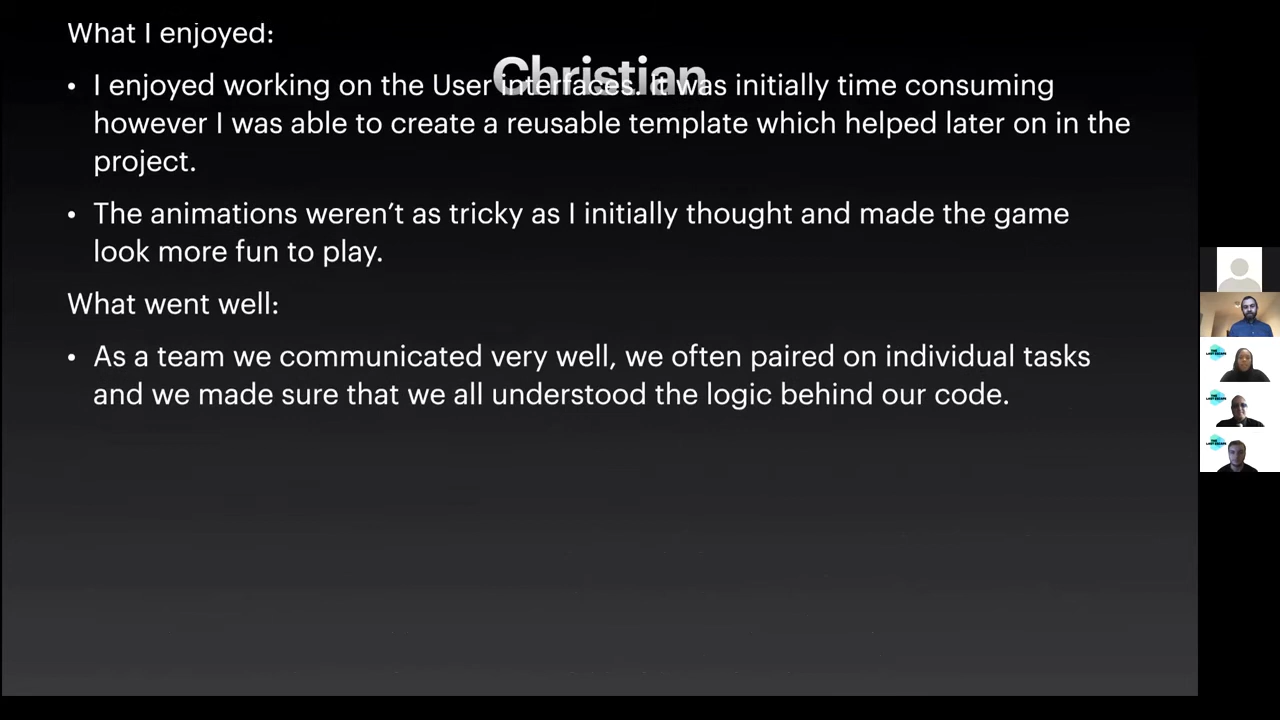 What I enjoyed:
Christian
• I enjoyed working on the User interfaces. It was initially time consuming
however I was able to create a reusable template which helped later on in the
project.
• The animations weren’t as tricky as I initially thought and made the game
look more fun to play.
What went well:
• As a team we communicated very well, we often paired on individual tasks
and we made sure that we all understood the logic behind our code.